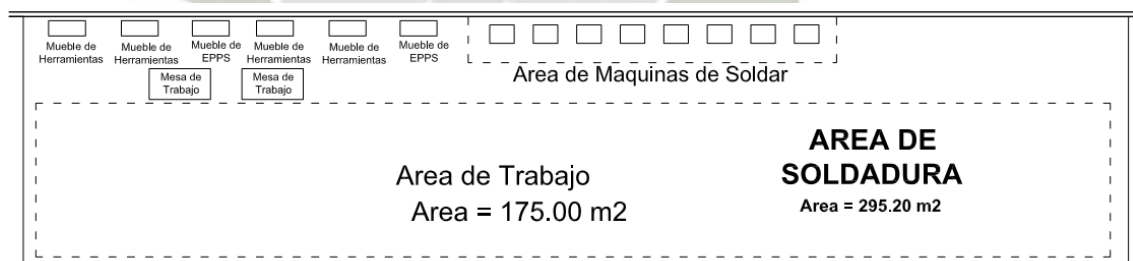 Mueble de
Herramientas
Mueble de
Herramientas
Mueble de
EPPS
Mueble de
Herramientas
Mueble de
Herramientas
Mueble de
EPPS
Area de Maquinas de Soldar
Mesa de
Trabajo
Mesa de
Trabajo
Area de Trabajo
Area = 175.00 m2
AREA DE
SOLDADURA
Area = 295.20 m2